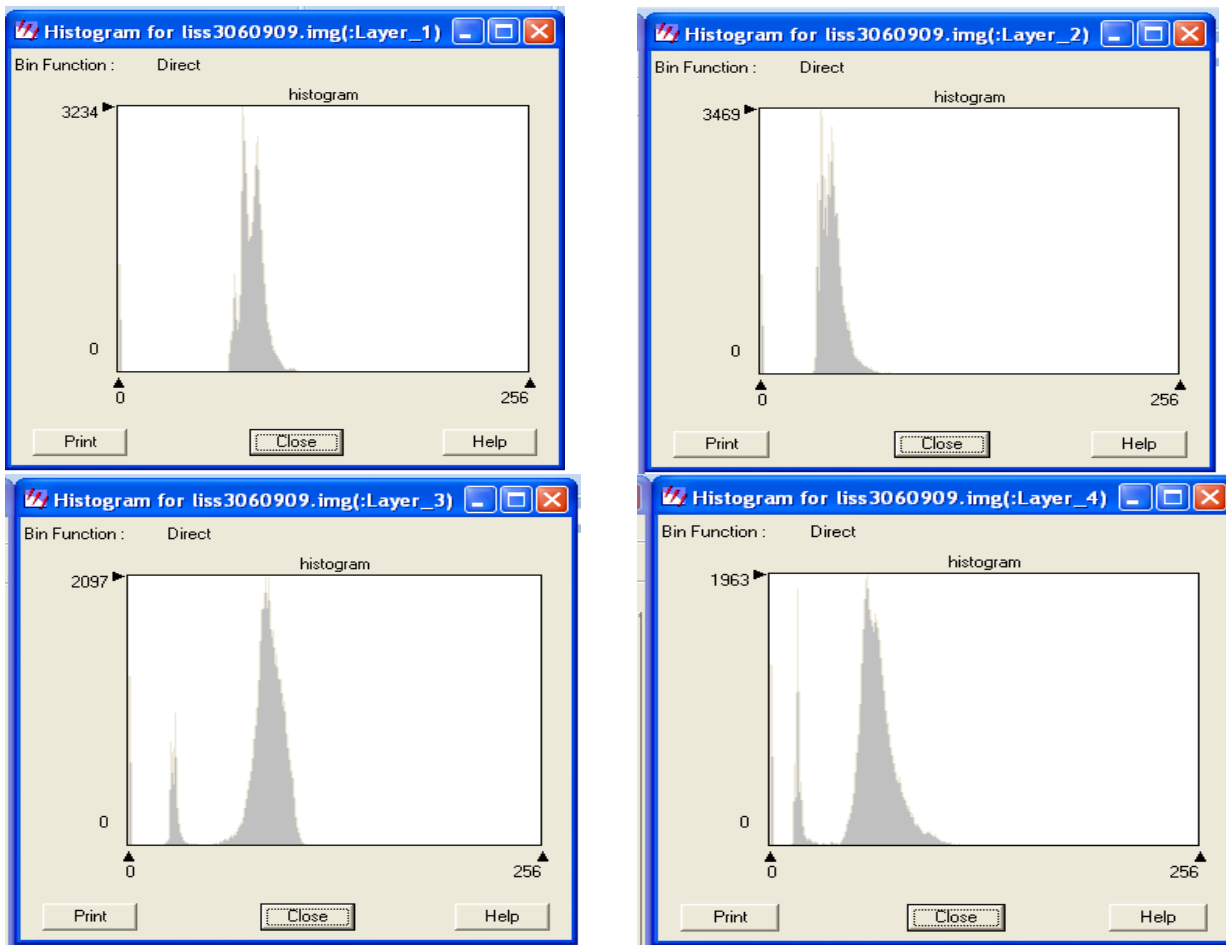 Histogram for liss3060909.img(:Layer_1)
Bin Function : Direct
histogram
3234
0
0 256
Print Close Help
Histogram for liss3060909.img(:Layer_2)
Bin Function : Direct
histogram
3469
0
0 256
Print Close Help
Histogram for liss3060909.img(:Layer_3)
Bin Function : Direct
histogram
2097
0
0 256
Print Close Help
Histogram for liss3060909.img(:Layer_4)
Bin Function : Direct
histogram
1963
0
0 256
Print Close Help